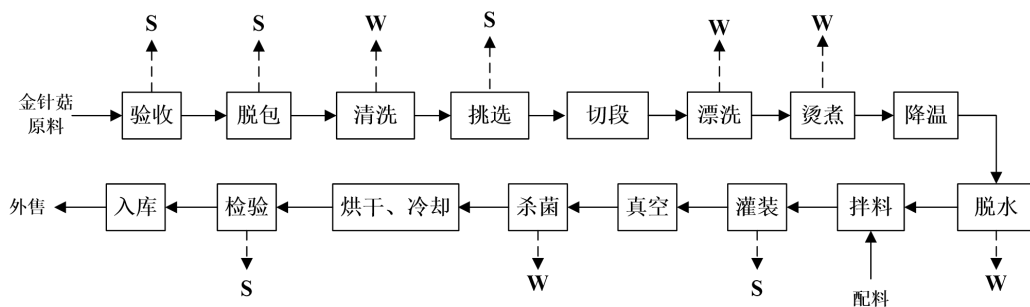 S
S
W
S
W
W
金针菇
原料
验收
脱包
清洗
挑选
切段
漂洗
烫煮
降温
外售
入库
检验
烘干、冷却
杀菌
真空
灌装
拌料
脱水
S
W
S
W
配料